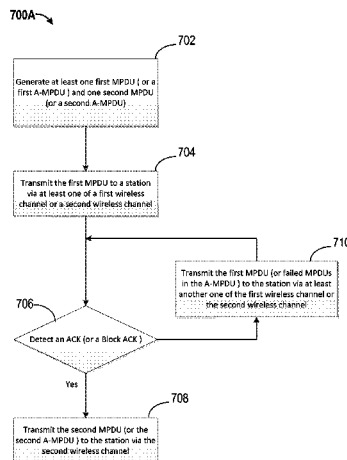 700A
702
Generate at least one first MPDU ( or a
first A-MPDU ) and one second MPDU
(or a second A-MPDU)
704
Transmit the first MPDU to a station
via at least one of a first wireless
channel or a second wireless channel
710
Transmit the first MPDU (or failed MPDUs
in the A-MPDU ) to the station via at least
another one of the first wireless channel or
the second wireless channel
706
Detect an ACK (or a Block ACK )
Yes
708
Transmit the second MPDU (or the
second A-MPDU ) to the station via the
second wireless channel